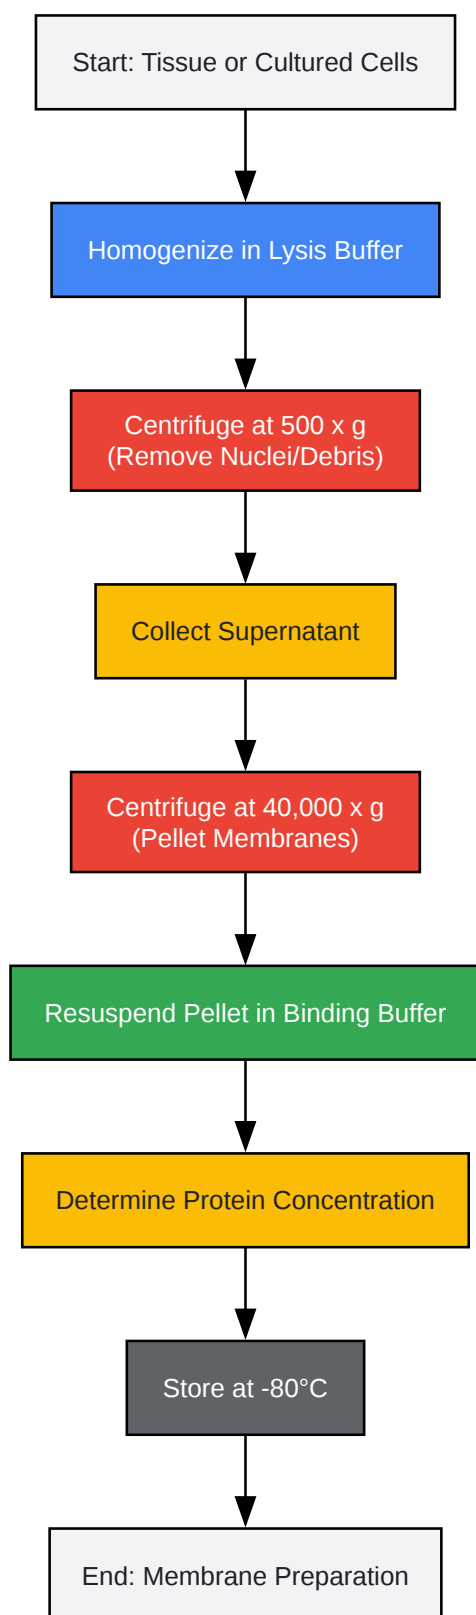 Start: Tissue or Cultured Cells
Homogenize in Lysis Buffer
Centrifuge at 500 x g
(Remove Nuclei/Debris)
Collect Supernatant
Centrifuge at 40,000 x g
(Pellet Membranes)
Resuspend Pellet in Binding Buffer
Determine Protein Concentration
Store at -80°C
End: Membrane Preparation